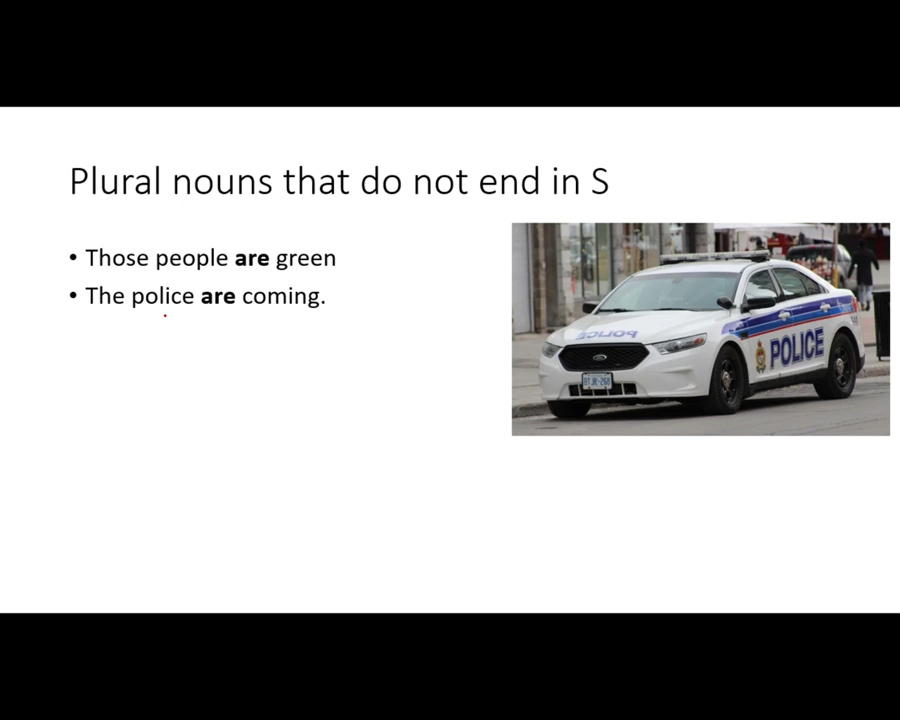 Plural nouns that do not end in S
• Those people are green
• The police are coming.
POLICE
POLICE